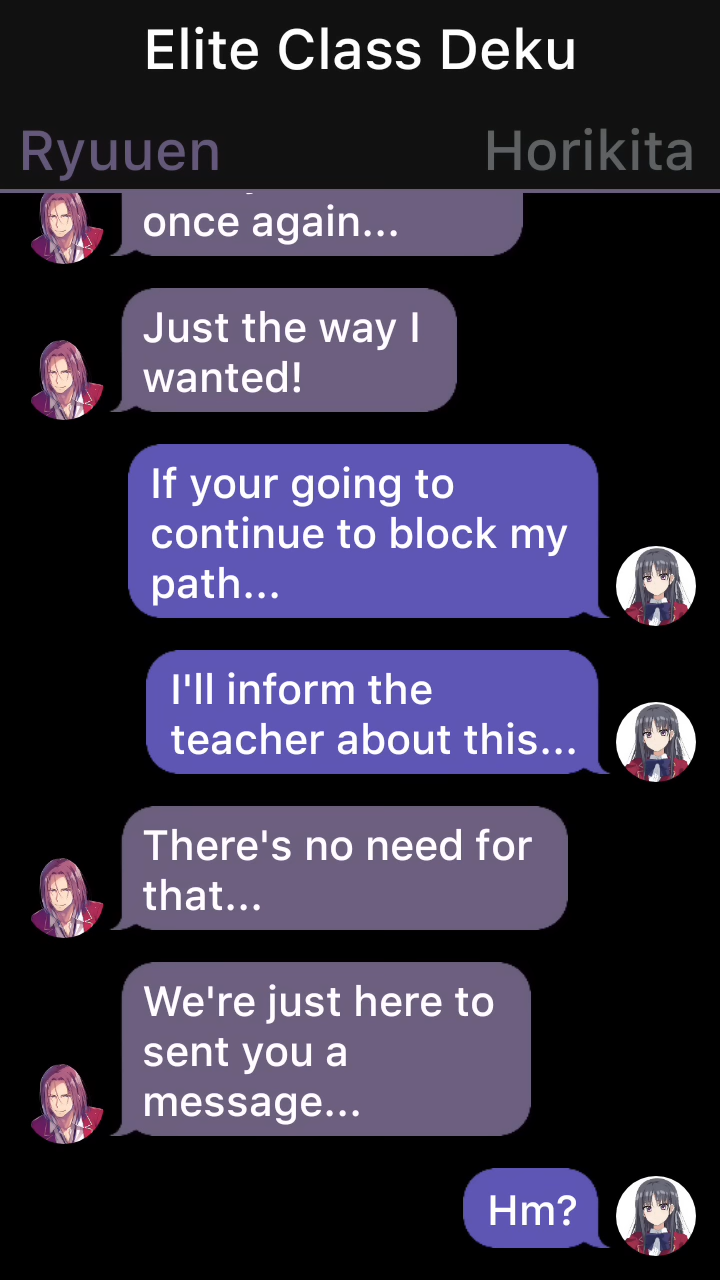 Elite Class Deku
Ryuuen
Horikita
once again...
Just the way I
wanted!
If your going to
continue to block my
path...
I'll inform the
teacher about this...
There's no need for
that...
We're just here to
sent you a
message...
Hm?